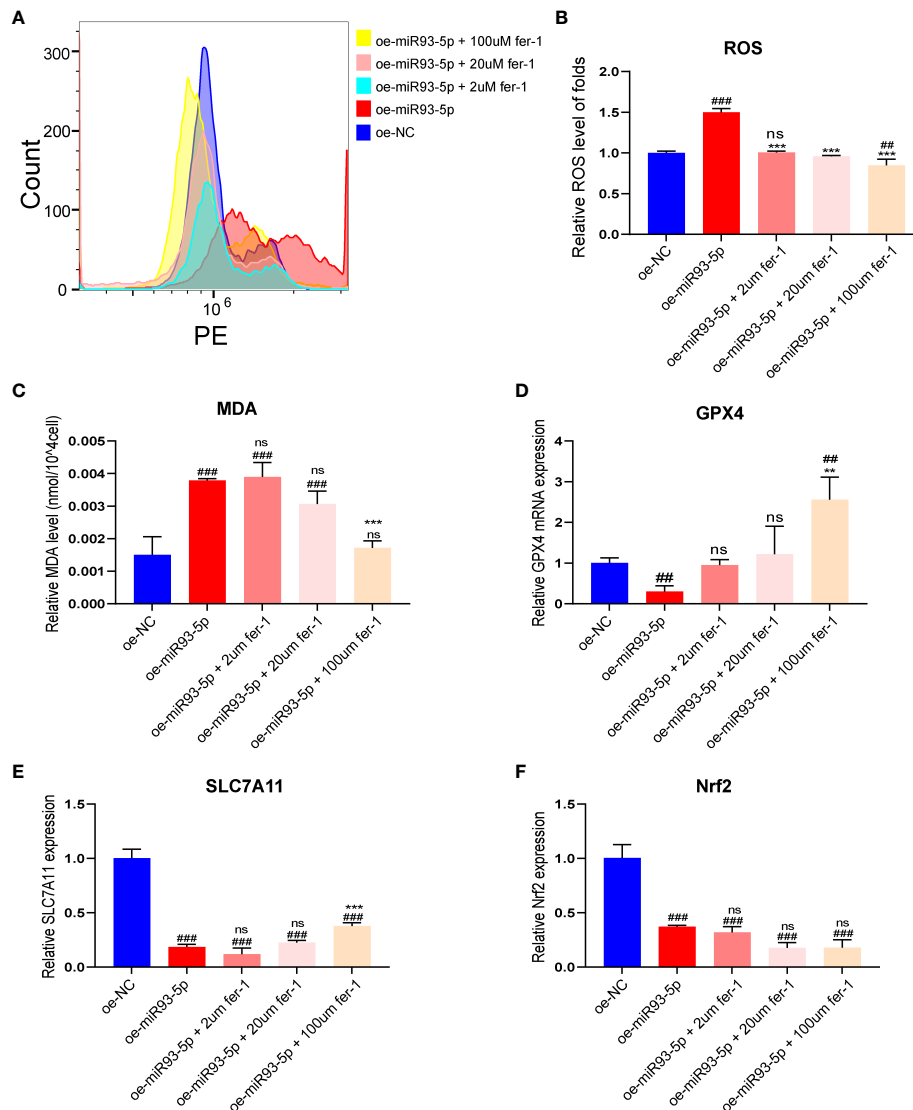 A
300
200
100
0
Count
10 6
PE
oe-miR93-5p + 100uM fer-1
oe-miR93-5p + 20uM fer-1
oe-miR93-5p + 2uM fer-1
oe-miR93-5p
oe-NC
B
ROS
Relative ROS level of folds
2.0
1.5
1.0
0.5
0.0
###
ns
***
***
##
***
oe-NC
oe-miR93-5p
oe-miR93-5p + 2um fer-1
oe-miR93-5p + 20um fer-1
oe-miR93-5p + 100um fer-1
C
MDA
Relative MDA level (nmol/10^4cell)
0.005
0.004
0.003
0.002
0.001
0.000
###
ns
###
ns
###
***
ns
oe-NC
oe-miR93-5p
oe-miR93-5p + 2um fer-1
oe-miR93-5p + 20um fer-1
oe-miR93-5p + 100um fer-1
D
GPX4
Relative GPX4 mRNA expression
4
3
2
1
0
##
ns
ns
##
**
oe-NC
oe-miR93-5p
oe-miR93-5p + 2um fer-1
oe-miR93-5p + 20um fer-1
oe-miR93-5p + 100um fer-1
E
SLC7A11
Relative SLC7A11 expression
1.5
1.0
0.5
0.0
###
ns
###
ns
###
***
###
oe-NC
oe-miR93-5p
oe-miR93-5p + 2um fer-1
oe-miR93-5p + 20um fer-1
oe-miR93-5p + 100um fer-1
F
Nrf2
Relative Nrf2 expression
1.5
1.0
0.5
0.0
###
ns
###
ns
###
ns
###
oe-NC
oe-miR93-5p
oe-miR93-5p + 2um fer-1
oe-miR93-5p + 20um fer-1
oe-miR93-5p + 100um fer-1